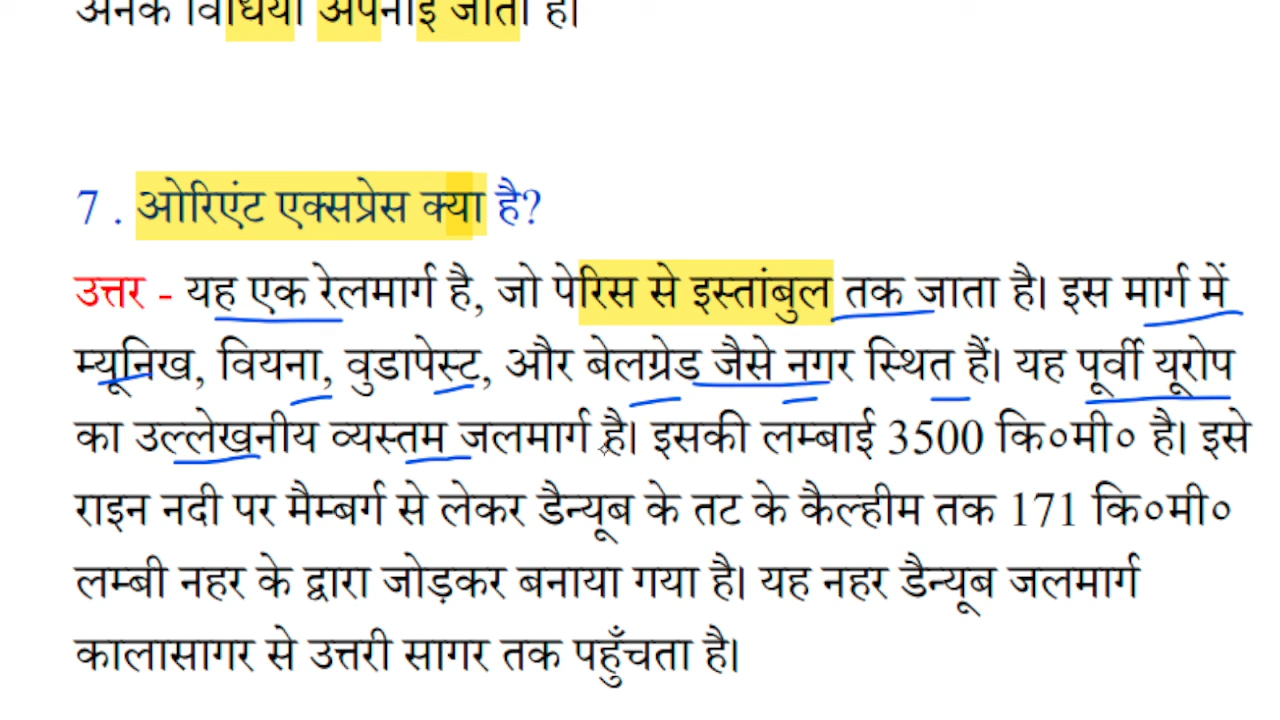 अनेक विधियाँ अपनाई जाती हैं।
7 . ओरिएंट एक्सप्रेस क्या है?
उत्तर - यह एक रेलमार्ग है, जो पेरिस से इस्तांबुल तक जाता है। इस मार्ग में
म्यूनिख, वियना, वुडापेस्ट, और बेलग्रेड जैसे नगर स्थित हैं। यह पूर्वी यूरोप
का उल्लेखनीय व्यस्तम जलमार्ग है। इसकी लम्बाई 3500 कि०मी० है। इसे
राइन नदी पर मैम्बर्ग से लेकर डैन्यूब के तट के कैल्हीम तक 171 कि०मी०
लम्बी नहर के द्वारा जोड़कर बनाया गया है। यह नहर डैन्यूब जलमार्ग
कालासागर से उत्तरी सागर तक पहुँचता है।